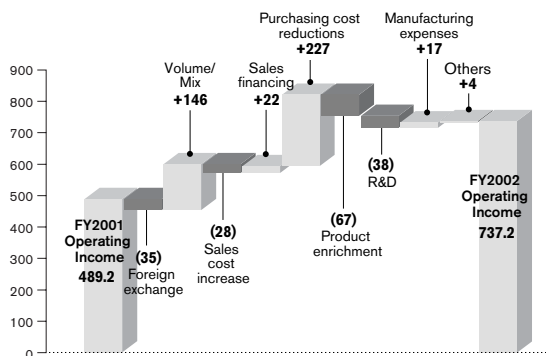 Purchasing cost
reductions
+227
Manufacturing
expenses
+17
Volume/
Mix
+146
Sales
financing
+22
Others
+4
900
800
700
600
500
400
300
200
100
0
FY2001
Operating
Income
489.2
(35)
Foreign
exchange
(28)
Sales
cost
increase
(67)
Product
enrichment
(38)
R&D
FY2002
Operating
Income
737.2